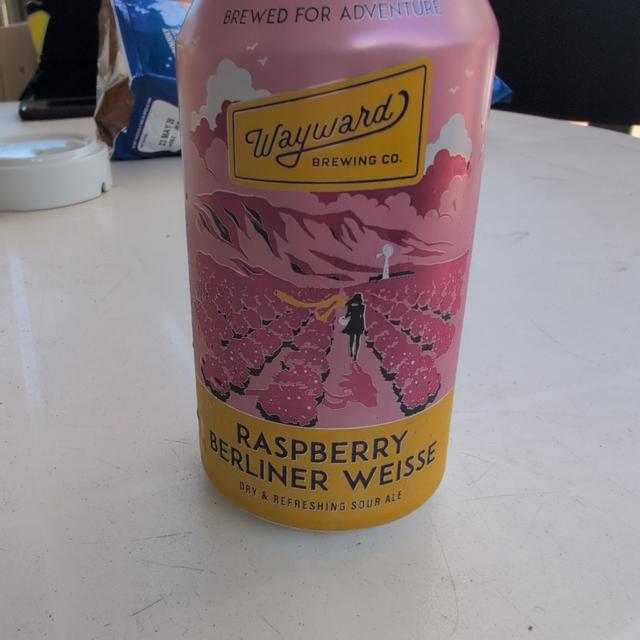 BREWED FOR ADVENTURE
Wayward
BREWING CO.
RASPBERRY
BERLINER WEISSE
DRY & REFRESHING SOUR ALE